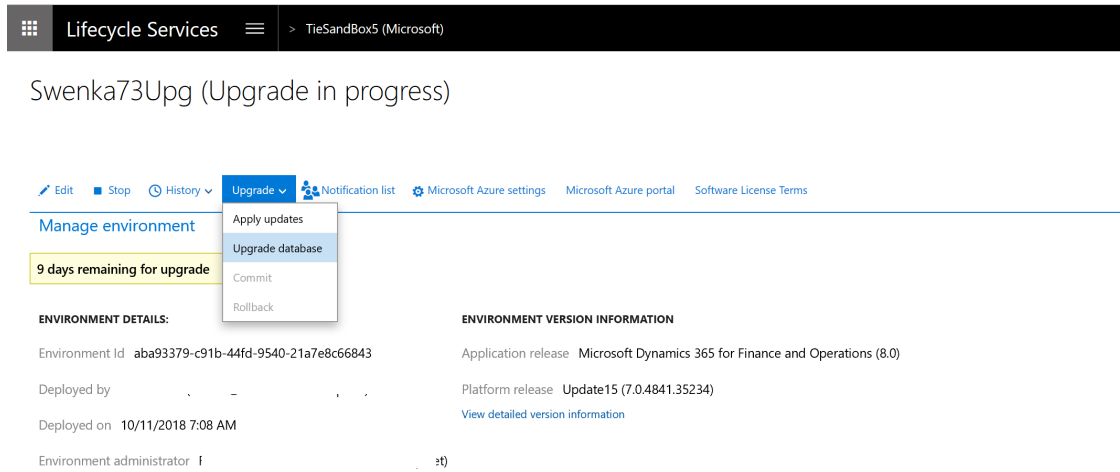 Lifecycle Services > TieSandBox5 (Microsoft)
Swenka73Upg (Upgrade in progress)
Edit Stop History Upgrade Notification list Microsoft Azure settings Microsoft Azure portal Software License Terms
Apply updates
Manage environment
Upgrade database
9 days remaining for upgrade
Commit
Rollback
ENVIRONMENT DETAILS: ENVIRONMENT VERSION INFORMATION
Environment Id aba93379-c91b-44fd-9540-21a7e8c66843 Application release Microsoft Dynamics 365 for Finance and Operations (8.0)
Deployed by Platform release Update15 (7.0.4841.35234)
View detailed version information
Deployed on 10/11/2018 7:08 AM
Environment administrator